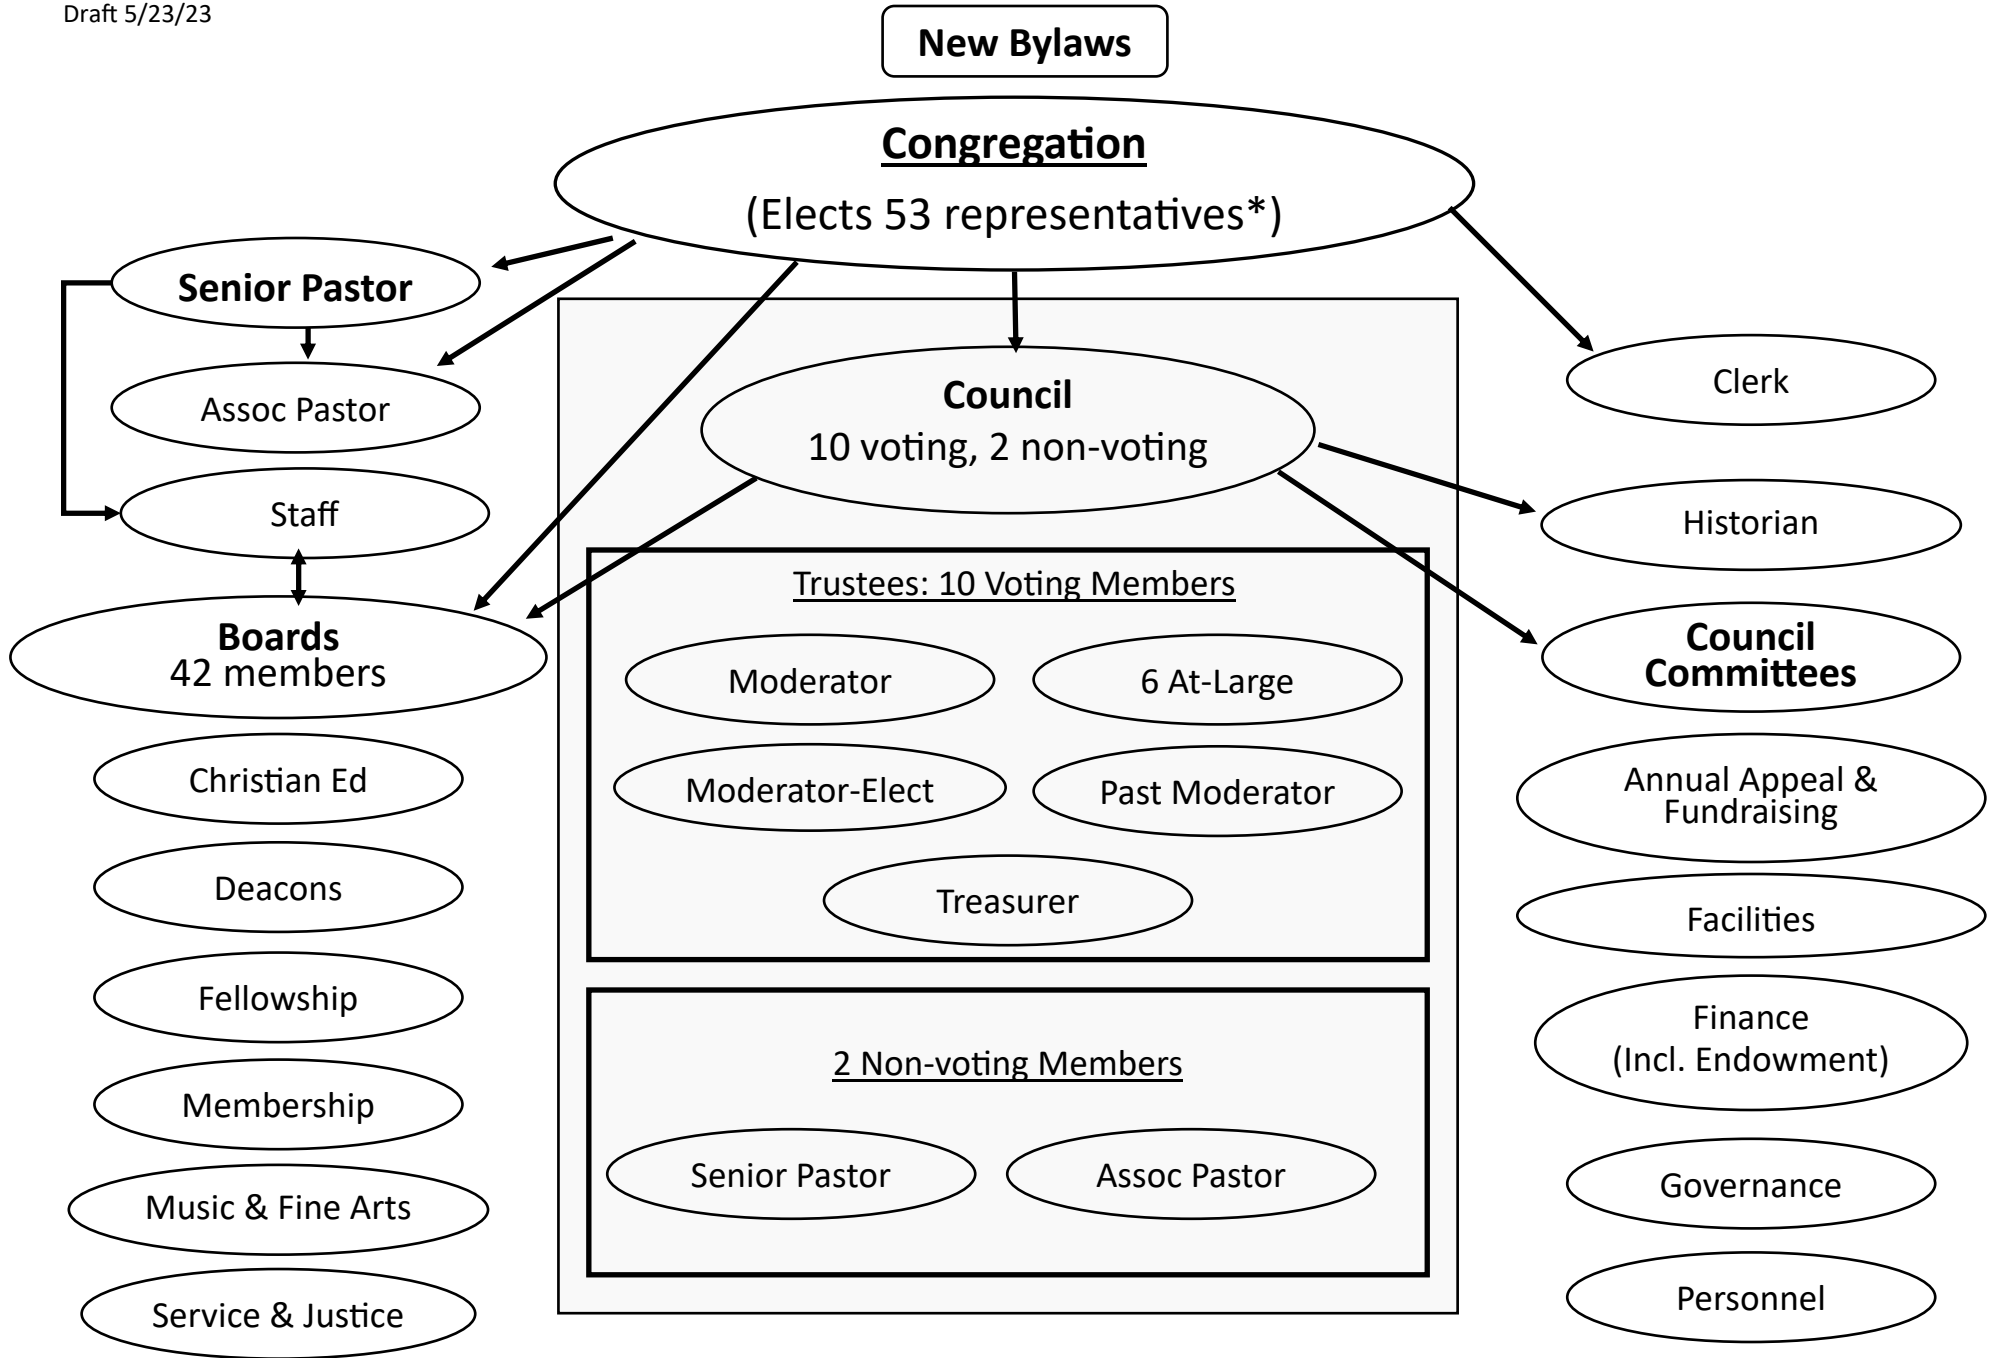 Draft 5/23/23
New Bylaws
Congregation
(Elects 53 representatives*)
Senior Pastor
Assoc Pastor
Staff
Boards
42 members
Christian Ed
Deacons
Fellowship
Membership
Music & Fine Arts
Service & Justice
Council
10 voting, 2 non-voting
Trustees: 10 Voting Members
Moderator
6 At-Large
Moderator-Elect
Past Moderator
Treasurer
2 Non-voting Members
Senior Pastor
Assoc Pastor
Clerk
Historian
Council
Committees
Annual Appeal &
Fundraising
Facilities
Finance
(Incl. Endowment)
Governance
Personnel